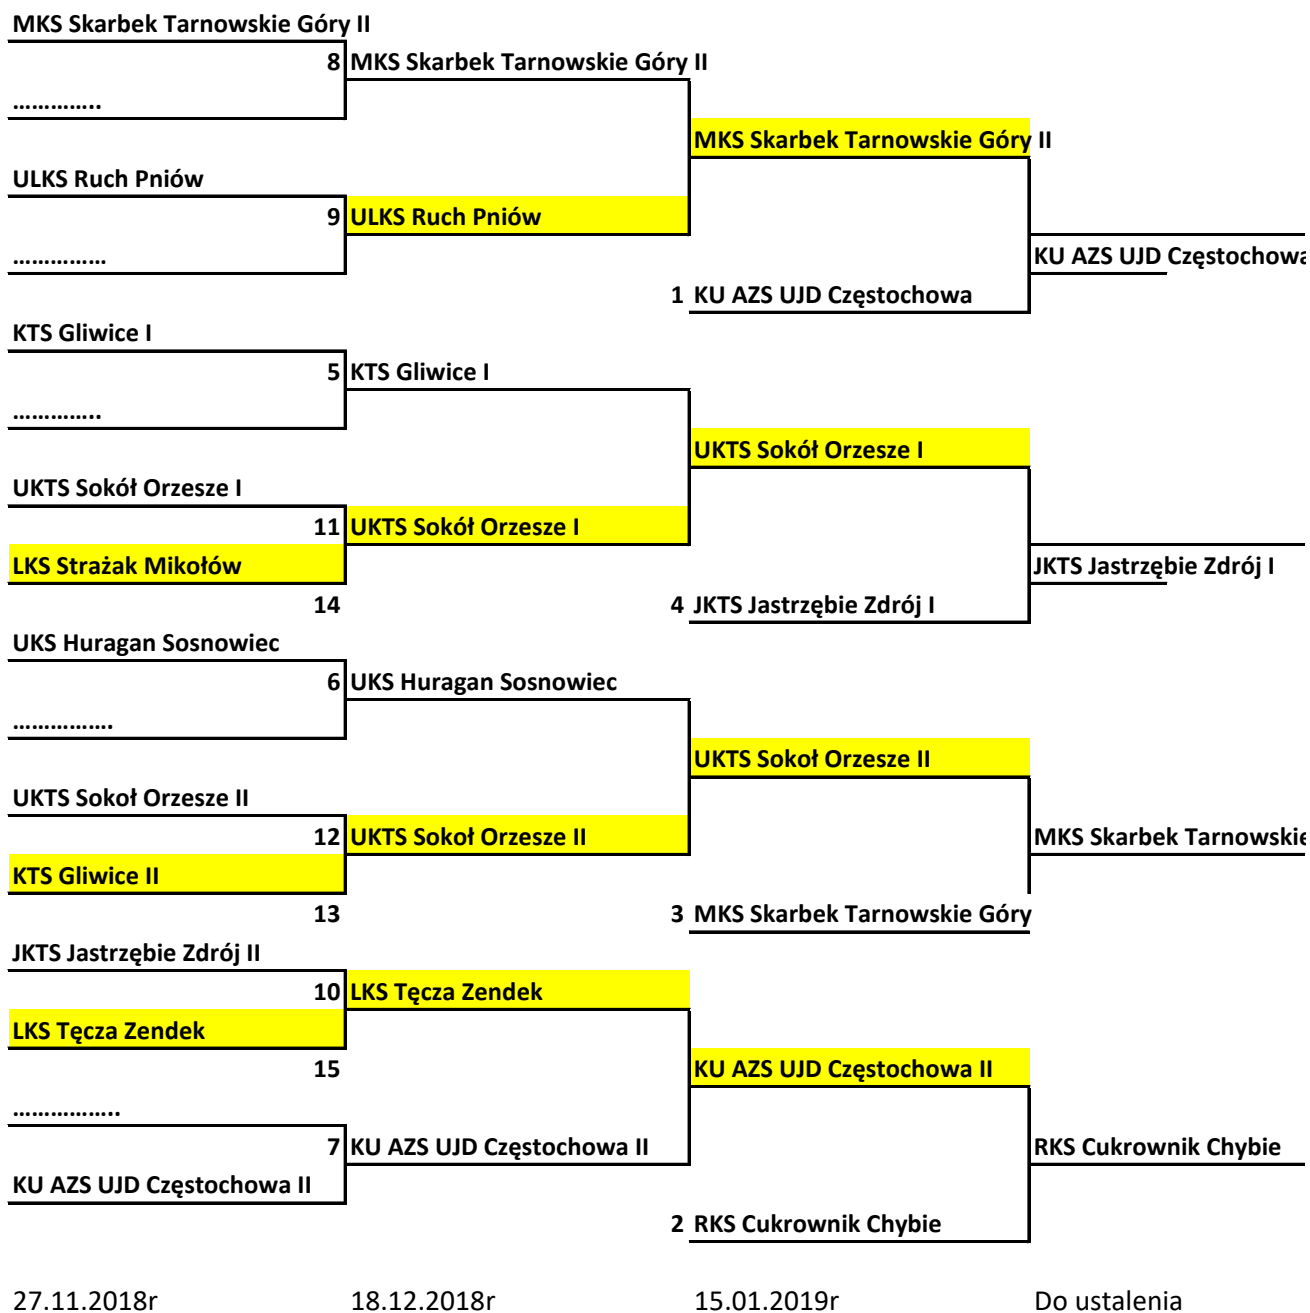 MKS Skarbek Tarnowskie Góry II
8 MKS Skarbek Tarnowskie Góry II
…………..
MKS Skarbek Tarnowskie Góry II
ULKS Ruch Pniów
9 ULKS Ruch Pniów
……………
KU AZS UJD Częstochowa
1 KU AZS UJD Częstochowa
KTS Gliwice I
5 KTS Gliwice I
…………..
UKTS Sokół Orzesze I
UKTS Sokół Orzesze I
11 UKTS Sokół Orzesze I
LKS Strażak Mikołów
JKTS Jastrzębie Zdrój I
14
4 JKTS Jastrzębie Zdrój I
UKS Huragan Sosnowiec
6 UKS Huragan Sosnowiec
…………….
UKTS Sokoł Orzesze II
UKTS Sokoł Orzesze II
12 UKTS Sokoł Orzesze II
MKS Skarbek Tarnowskie
KTS Gliwice II
13
3 MKS Skarbek Tarnowskie Góry
JKTS Jastrzębie Zdrój II
10 LKS Tęcza Zendek
LKS Tęcza Zendek
15
KU AZS UJD Częstochowa II
……………..
7 KU AZS UJD Częstochowa II
RKS Cukrownik Chybie
KU AZS UJD Częstochowa II
2 RKS Cukrownik Chybie
27.11.2018r 18.12.2018r 15.01.2019r Do ustalenia